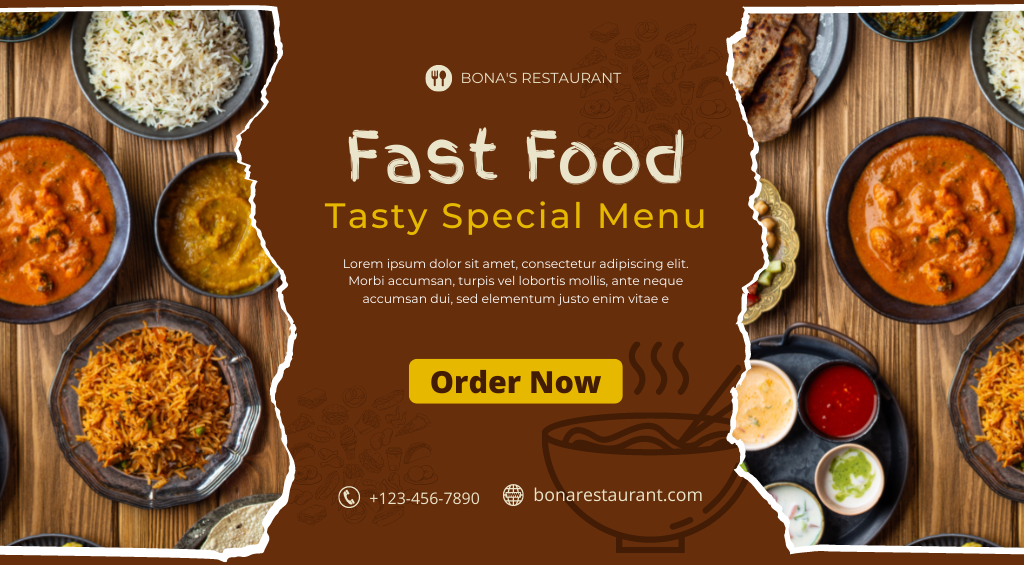 BONA'S RESTAURANT
Fast Food
Tasty Special Menu
Lorem ipsum dolor sit amet, consectetur adipiscing elit.
Morbi accumsan, turpis vel lobortis mollis, ante neque
accumsan dui, sed elementum justo enim vitae e
Order Now
+123-456-7890
bonarestaurant.com